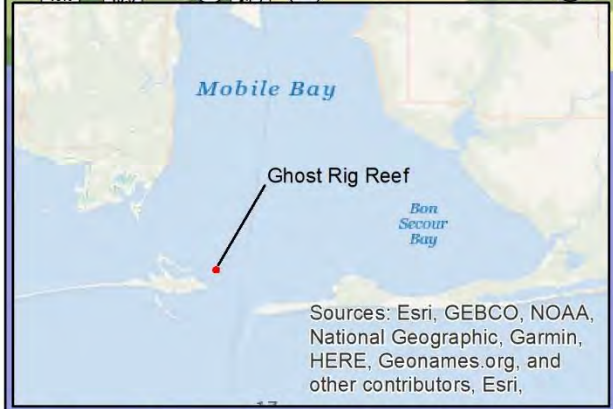 Mobile Bay
Ghost Rig Reef
Bon
Secour
Bay
Sources: Esri, GEBCO, NOAA,
National Geographic, Garmin,
HERE, Geonames.org, and
other contributors, Esri,